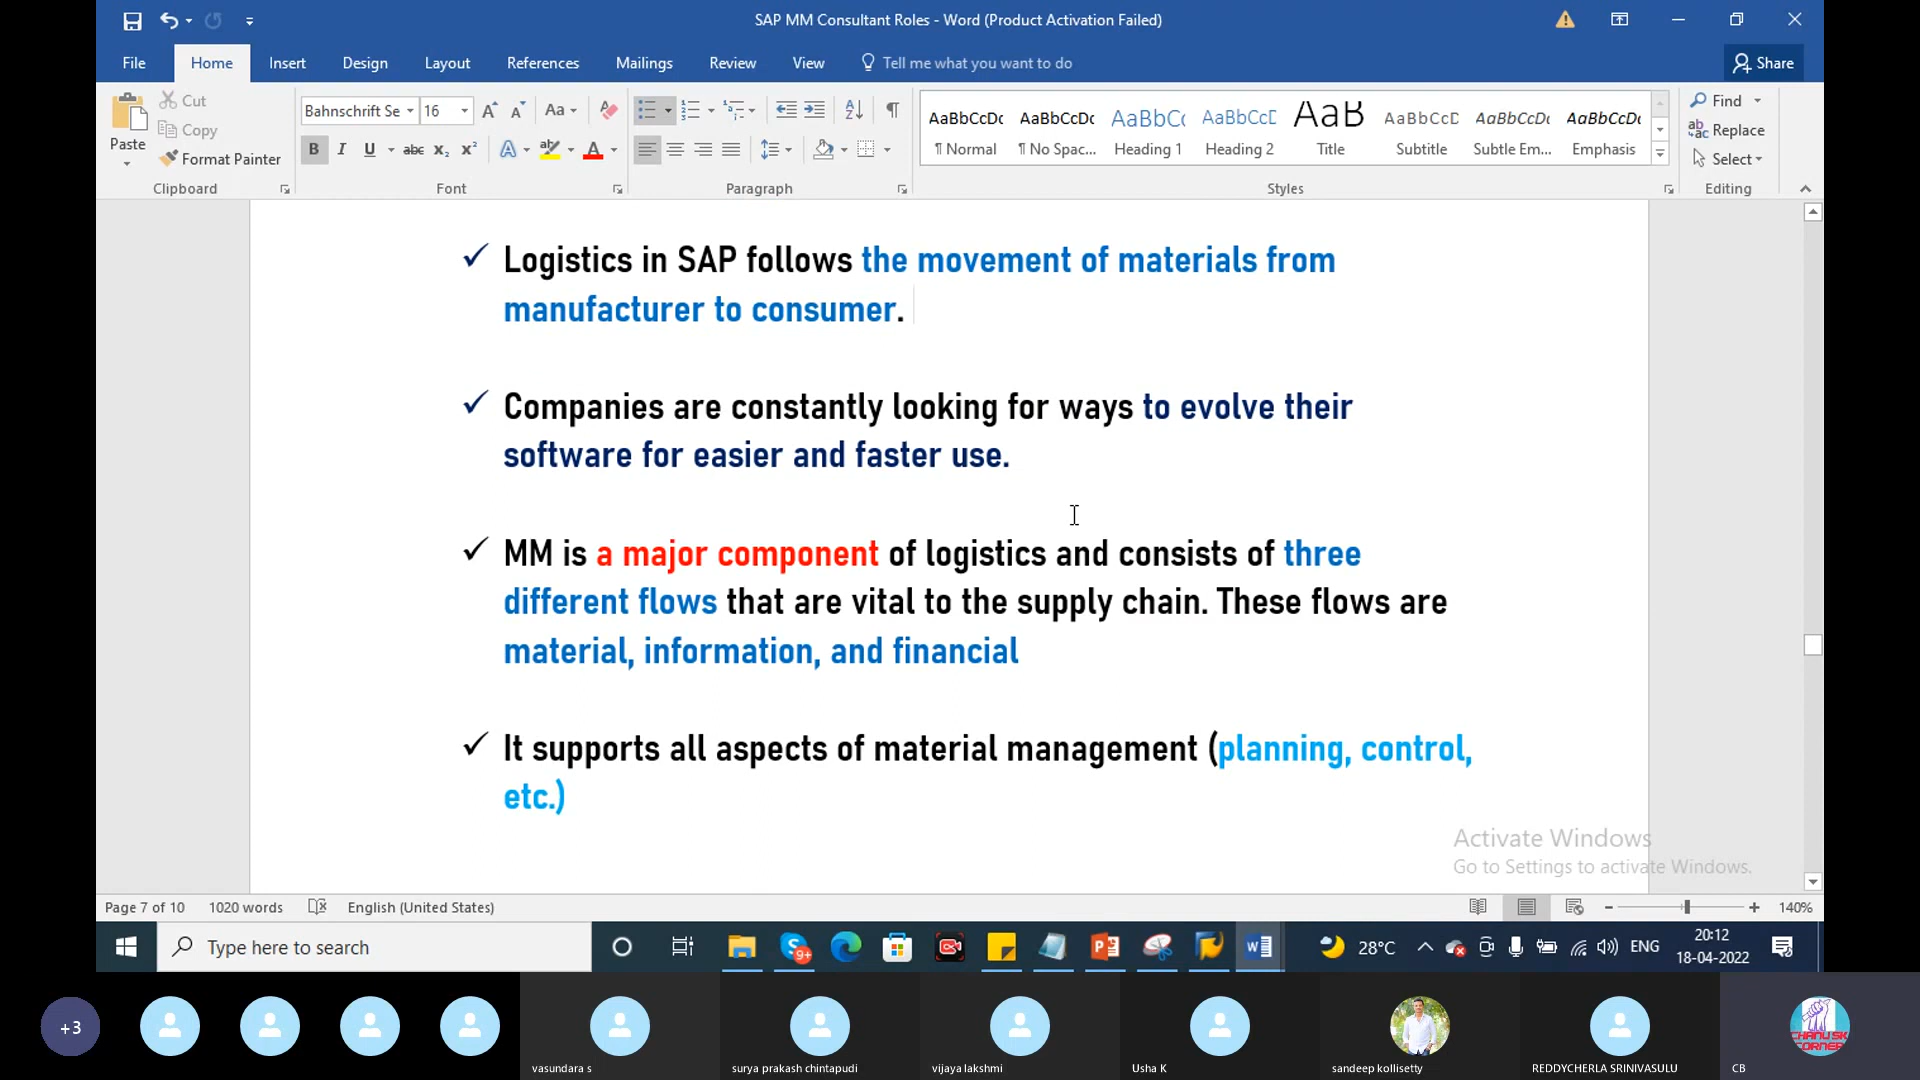 SAP MM Consultant Roles - Word (Product Activation Failed)
File Home Insert Design Layout References Mailings Review View Tell me what you want to do Share
Paste
Cut
Copy
Format Painter
Clipboard
Bahnschrift Se 16
Font
Paragraph
AaBbCcDc AaBbCcDc AaBbCc AaBbCcD AaB AaBbCcD AaBbCcDc AaBbCcDc
¶ Normal ¶ No Spac... Heading 1 Heading 2 Title Subtitle Subtle Em... Emphasis
Styles
Find
Replace
Select
Editing
✓ Logistics in SAP follows the movement of materials from
manufacturer to consumer.
✓ Companies are constantly looking for ways to evolve their
software for easier and faster use.
✓ MM is a major component of logistics and consists of three
different flows that are vital to the supply chain. These flows are
material, information, and financial
✓ It supports all aspects of material management (planning, control,
etc.)
Activate Windows
Go to Settings to activate Windows.
Page 7 of 10 1020 words English (United States) 140%
Type here to search
9+
28°C
ENG
20:12
18-04-2022
+3
vasundara s
surya prakash chintapudi
vijaya lakshmi
Usha K
sandeep kollisetty
REDDYCHERLA SRINIVASULU
CB